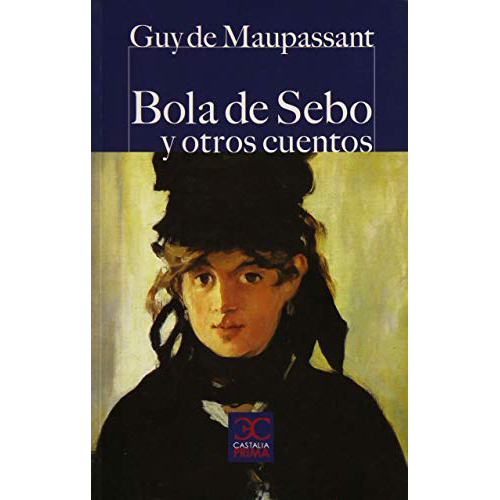 Guy de Maupassant
Bola de Sebo
y otros cuentos
CASTALIA
PRIMA